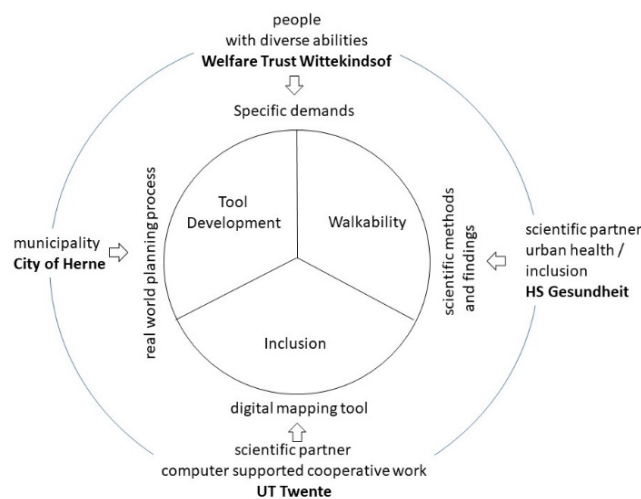 people
with diverse abilities
Welfare Trust Wittekindsof
Specific demands
real world planning process
Tool
Development
Walkability
scientific methods
and findings
municipality
City of Herne
scientific partner
urban health /
inclusion
HS Gesundheit
Inclusion
digital mapping tool
scientific partner
computer supported cooperative work
UT Twente